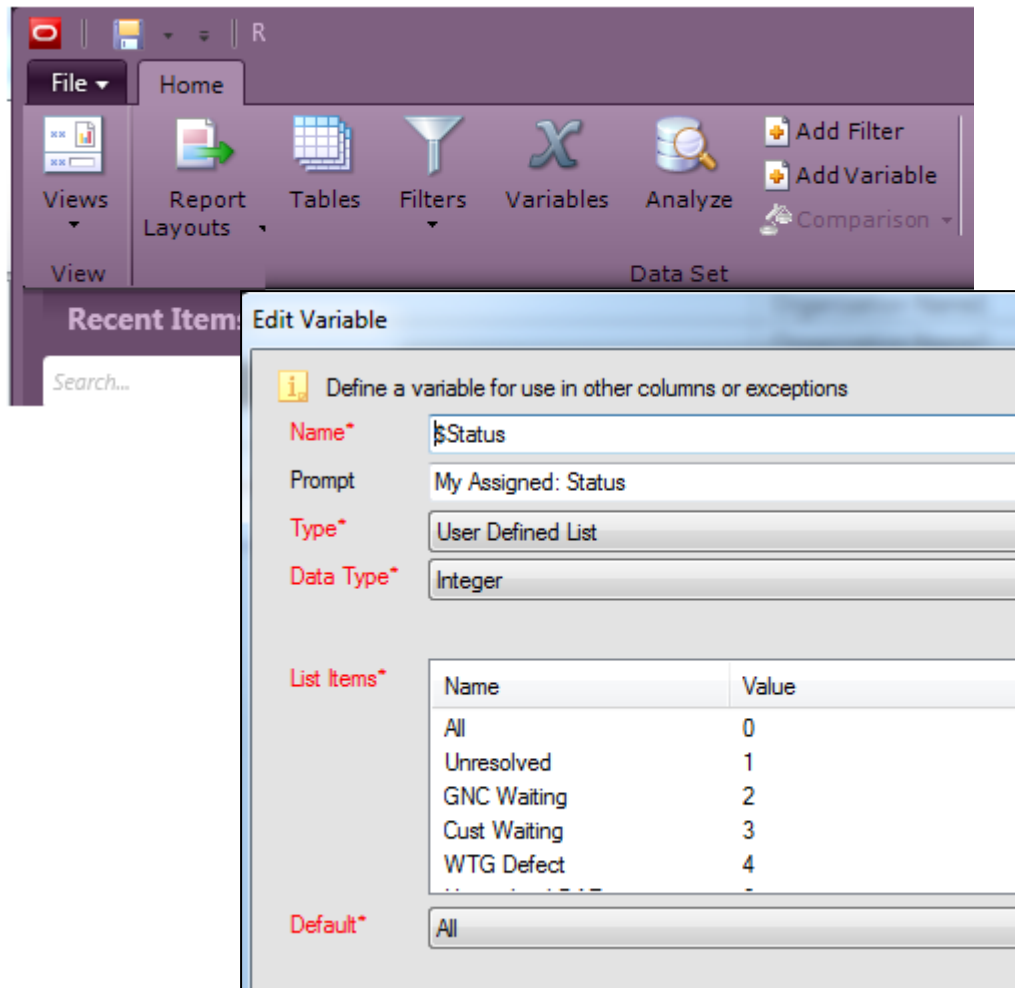 R
File Home
Add Filter
Add Variable
Comparison
Views Report Layouts Tables Filters Variables Analyze
View Data Set
Recent Item
Search...
Edit Variable
Define a variable for use in other columns or exceptions
Name* $Status
Prompt My Assigned: Status
Type* User Defined List
Data Type* Integer
List Items* Name Value
All 0
Unresolved 1
GNC Waiting 2
Cust Waiting 3
WTG Defect 4
Default* All